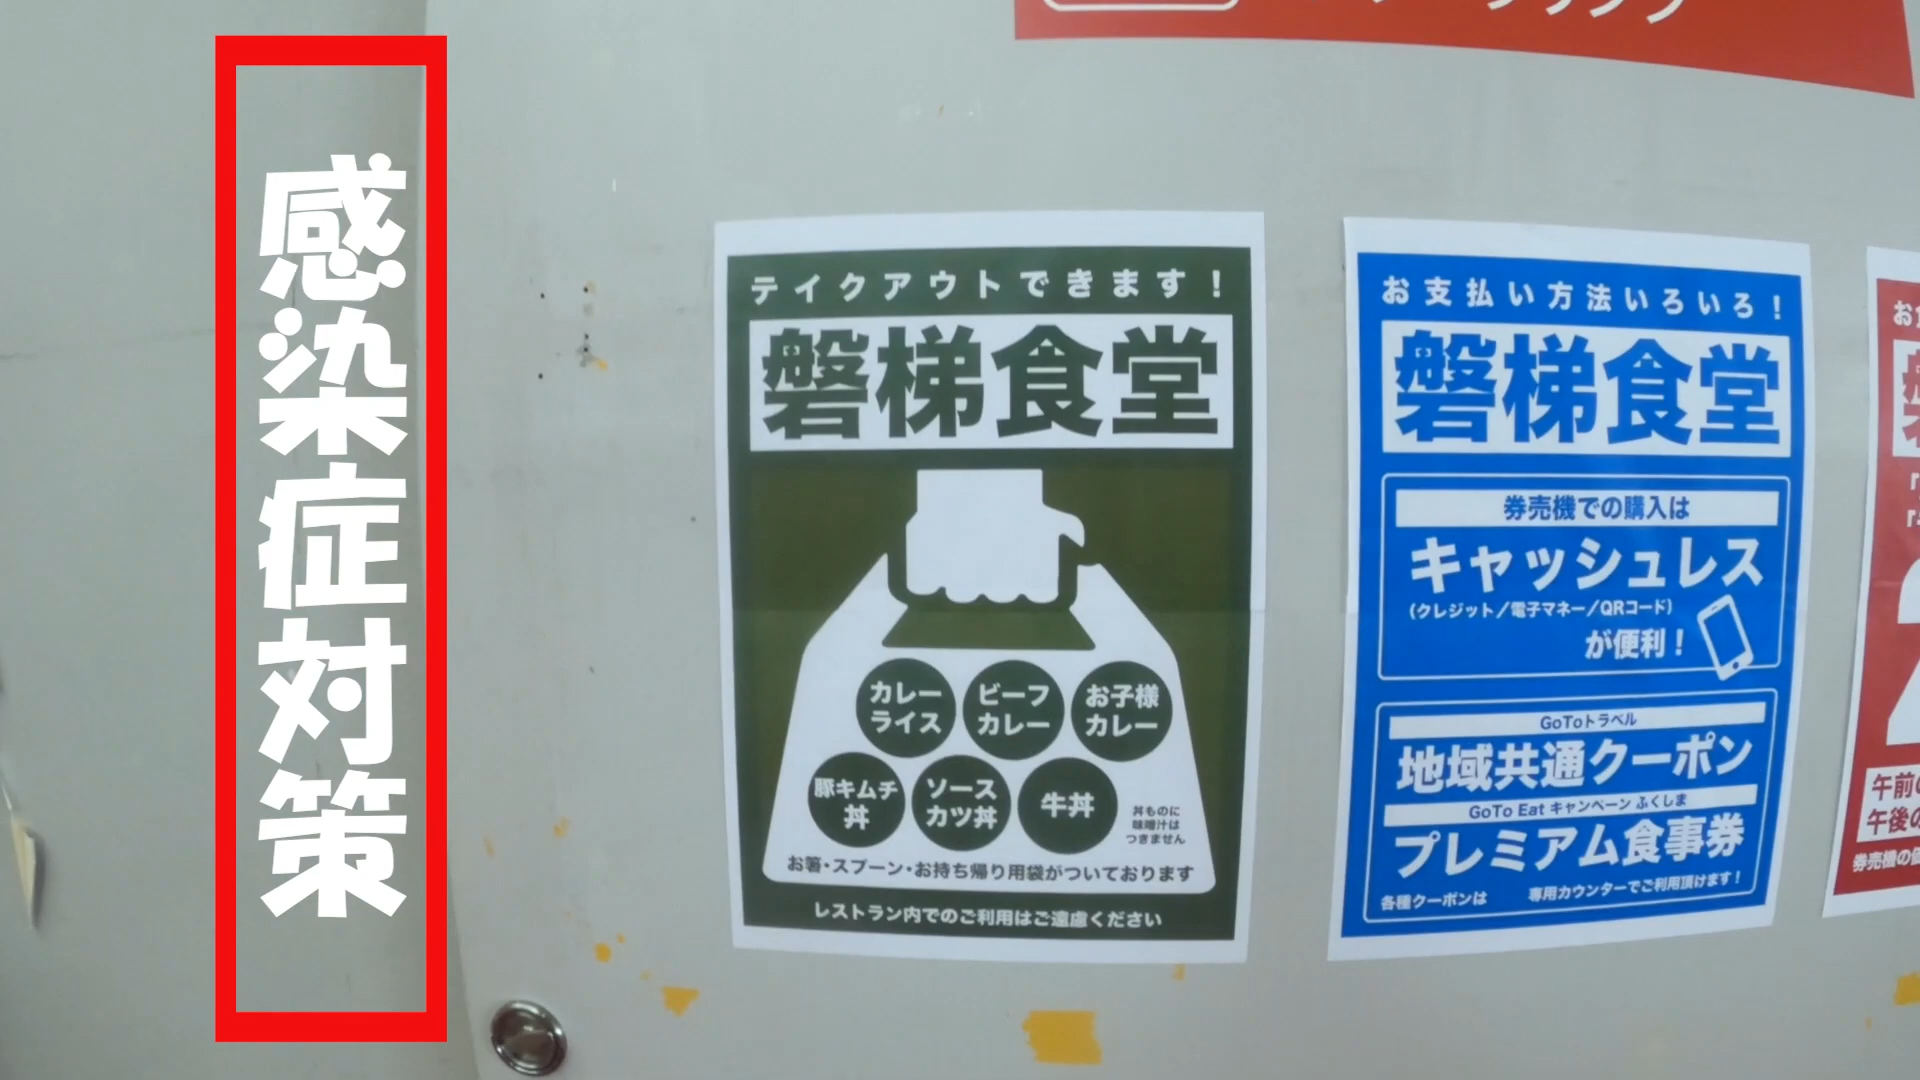 感染症対策
テイクアウトできます!
磐梯食堂
カレー
ライス
ビーフ
カレー
お子様
カレー
豚キムチ
丼
ソース
カツ丼
牛丼
丼ものに
味噌汁は
つきません
お箸・スプーン・お持ち帰り用袋がついております
レストラン内でのご利用はご遠慮ください
お支払い方法いろいろ!
磐梯食堂
券売機での購入は
キャッシュレス
(クレジット/電子マネー/QRコード)
が便利!
GoToトラベル
地域共通クーポン
GoTo Eat キャンペーン ふくしま
プレミアム食事券
各種クーポンは 専用カウンターでご利用頂けます!
午前の
午後の
券売機の